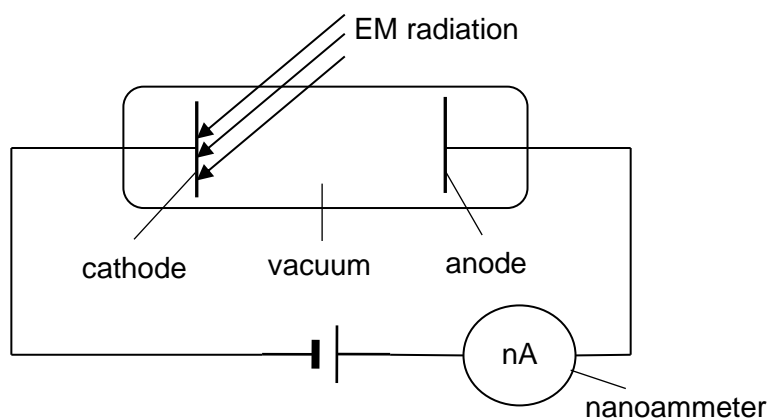 EM radiation
cathode
vacuum
anode
nA
nanoammeter